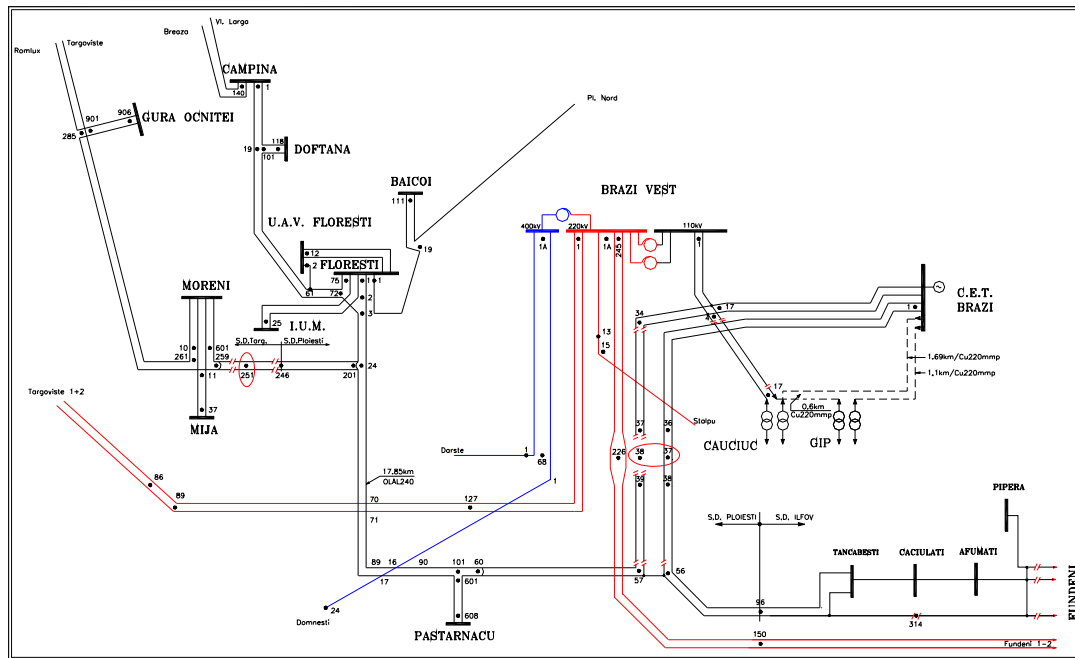 Vl. Larga
Breaza
Romlux
Targoviste
CAMPINA
140
1
906
901
GURA OCNITEI
285
19
118
101
DOFTANA
Pl. Nord
BAICOI
111
19
U.A.V. FLORESTI
12
2
FLORESTI
75
1
1
61
72
2
3
25
I.U.M.
MORENI
10
601
261
259
11
37
MIJA
S.D.Targ.
S.D.Ploiesti
251
246
201
24
BRAZI VEST
400kV
220kV
110kV
1A
1
1A
245
1
13
15
Stalpu
34
17
4
1
C.E.T.
BRAZI
1.69km/Cu220mmp
1.1km/Cu220mmp
17
0.6km
Cu220mmp
CAUCIUC
GIP
37
36
226
38
37
39
38
Darste
1
68
1
Targoviste 1+2
86
89
17.85km
OLAL240
70
71
127
89
16
90
17
101
60
601
608
PASTARNACU
24
Domnesti
57
56
S.D. PLOIESTI
S.D. ILFOV
96
150
TANCABESTI
CACIULATI
AFUMATI
PIPERA
314
FUNDENI
Fundeni 1-2